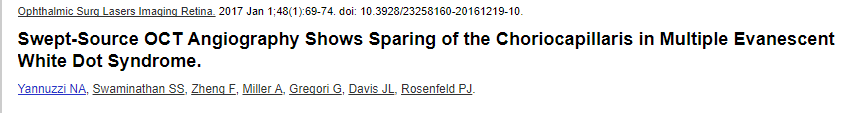 Ophthalmic Surg Lasers Imaging Retina. 2017 Jan 1;48(1):69-74. doi: 10.3928/23258160-20161219-10.
Swept-Source OCT Angiography Shows Sparing of the Choriocapillaris in Multiple Evanescent
White Dot Syndrome.
Yannuzzi NA, Swaminathan SS, Zheng F, Miller A, Gregori G, Davis JL, Rosenfeld PJ.